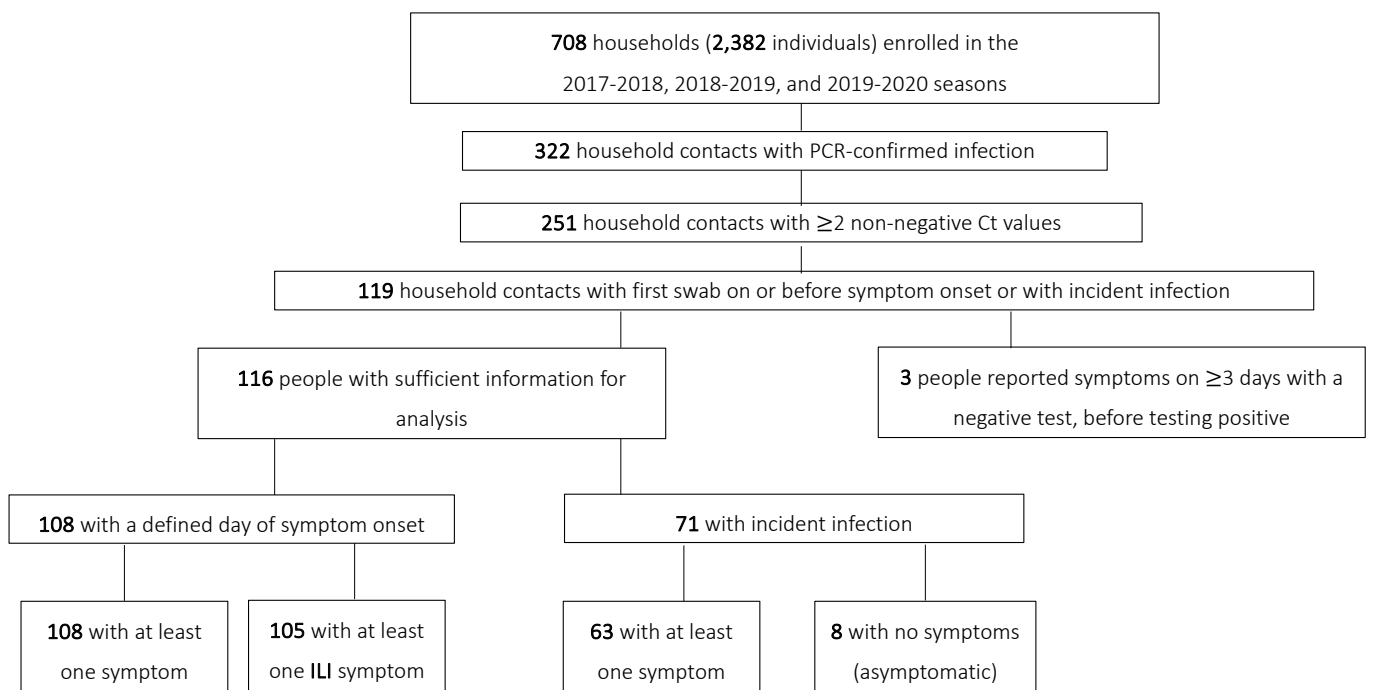 708 households (2,382 individuals) enrolled in the
2017-2018, 2018-2019, and 2019-2020 seasons
322 household contacts with PCR-confirmed infection
251 household contacts with ≥2 non-negative Ct values
119 household contacts with first swab on or before symptom onset or with incident infection
116 people with sufficient information for
analysis
3 people reported symptoms on ≥3 days with a
negative test, before testing positive
108 with a defined day of symptom onset
71 with incident infection
108 with at least
one symptom
105 with at least
one ILI symptom
63 with at least
one symptom
8 with no symptoms
(asymptomatic)